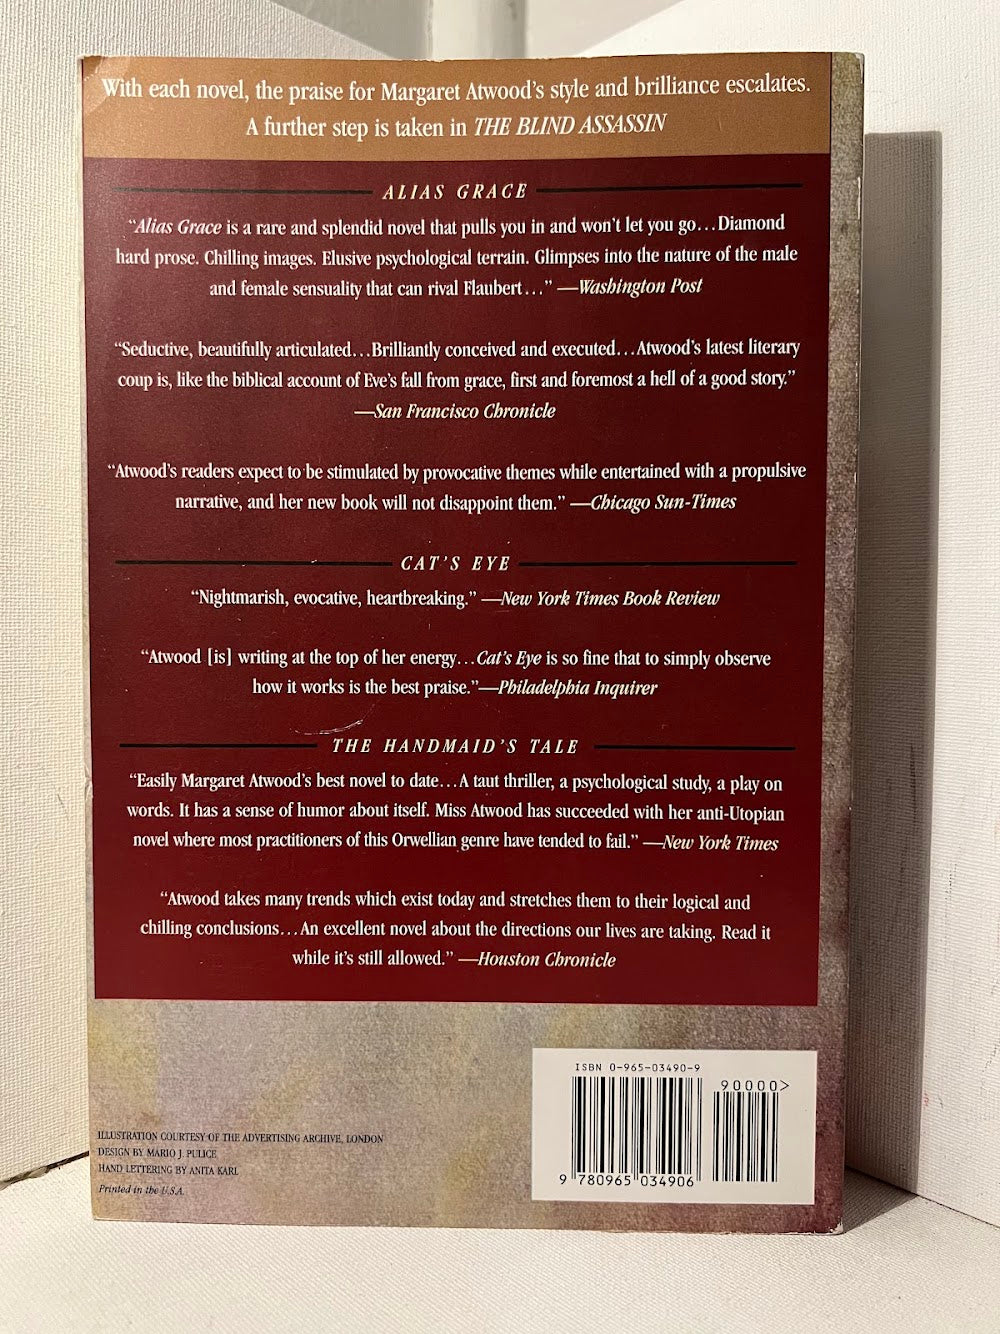 With each novel, the praise for Margaret Atwood's style and brilliance escalates.
A further step is taken in THE BLIND ASSASSIN
ALIAS GRACE
“Alias Grace is a rare and splendid novel that pulls you in and won't let you go...Diamond
hard prose. Chilling images. Elusive psychological terrain. Glimpses into the nature of the male
and female sensuality that can rival Flaubert...” —Washington Post
“Seductive, beautifully articulated...Brilliantly conceived and executed...Atwood's latest literary
coup is, like the biblical account of Eve's fall from grace, first and foremost a hell of a good story.”
—San Francisco Chronicle
“Atwood's readers expect to be stimulated by provocative themes while entertained with a propulsive
narrative, and her new book will not disappoint them.” —Chicago Sun-Times
CAT'S EYE
“Nightmarish, evocative, heartbreaking.” —New York Times Book Review
“Atwood [is] writing at the top of her energy...Cat's Eye is so fine that to simply observe
how it works is the best praise.”—Philadelphia Inquirer
THE HANDMAID'S TALE
“Easily Margaret Atwood's best novel to date...A taut thriller, a psychological study, a play on
words. It has a sense of humor about itself. Miss Atwood has succeeded with her anti-Utopian
novel where most practitioners of this Orwellian genre have tended to fail.” —New York Times
“Atwood takes many trends which exist today and stretches them to their logical and
chilling conclusions...An excellent novel about the directions our lives are taking. Read it
while it's still allowed.” —Houston Chronicle
ISBN 0-965-03490-9
90000>
9 780965 034906
ILLUSTRATION COURTESY OF THE ADVERTISING ARCHIVE, LONDON
DESIGN BY MARIO J. PULICE
HAND LETTERING BY ANITA KARL
Printed in the U.S.A.